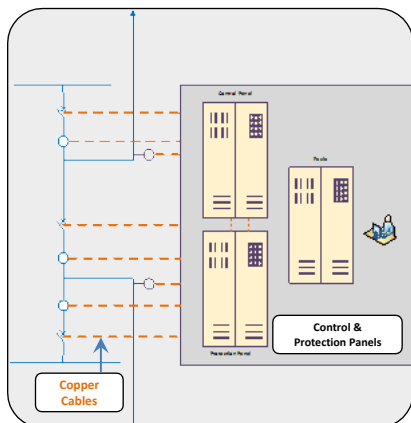 Control Panel
Control &
Protection Panels
Protection Panel
Copper
Cables